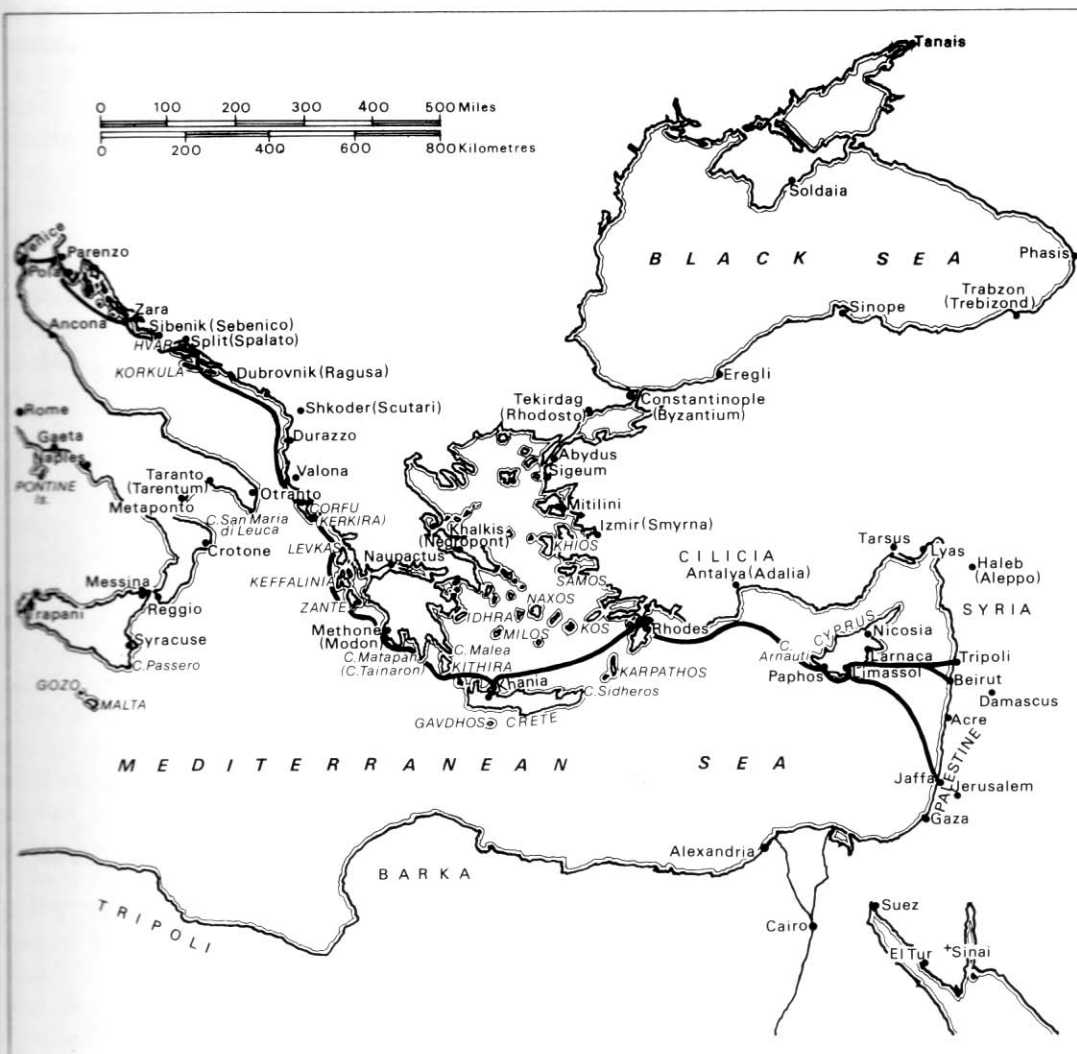 Tanais
0 100 200 300 400 500 Miles
0 200 400 600 800 Kilometres
Soldaia
Venice
Parenzo
Pola
BLACK SEA
Phasis
Trabzon
(Trebizond)
Sinope
Zara
Sibenik (Sebenico)
Ancona
Split (Spalato)
HVAR
KORKULA
Dubrovnik (Ragusa)
Eregli
Constantinople
(Byzantium)
Tekirdag
(Rhodosto)
Rome
Shkoder (Scutari)
Durazzo
Gaeta
Naples
Abydus
Sigeum
Valona
Taranto
(Tarentum)
PONTINE
Is.
Otranto
Metaponto
CORFU
(KERKIRA)
Mitilini
C. San Maria
di Leuca
Izmir (Smyrna)
Khalkis
(Negropont)
KHIOS
Crotone
LEVKAS
Naupactus
CILICIA
Tarsus
Lyas
Haleb
(Aleppo)
Antalya (Adalia)
KEFFALINIA
SAMOS
Messina
Reggio
Trapani
ZANTE
NAXOS
IDHRA
SYRIA
CYPRUS
Nicosia
MILOS
KOS
Rhodes
Methone
(Modon)
Syracuse
C. Malea
C.
Arnauti
Larnaca
Tripoli
C. Passero
C. Matapan
(C. Tainaron)
KITHIRA
KARPATHOS
Paphos
Limassol
Beirut
GOZO
MALTA
Khania
C. Sidheros
Damascus
GAVDHOS
CRETE
Acre
MEDITERRANEAN SEA
PALESTINE
Jaffa
Jerusalem
Gaza
Alexandria
BARKA
TRIPOLI
Cairo
Suez
El Tur
Sinai